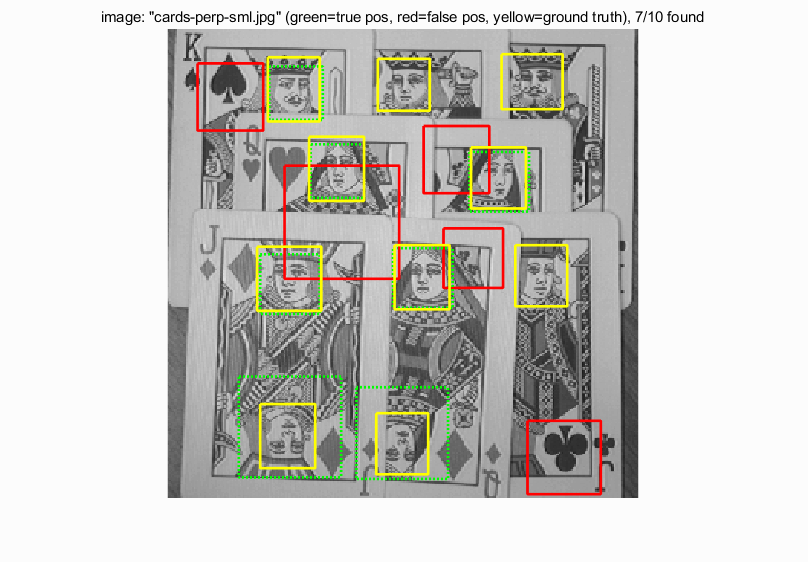 image: "cards-perp-sml.jpg" (green=true pos, red=false pos, yellow=ground truth), 7/10 found
K
Q
J
J
Q
J